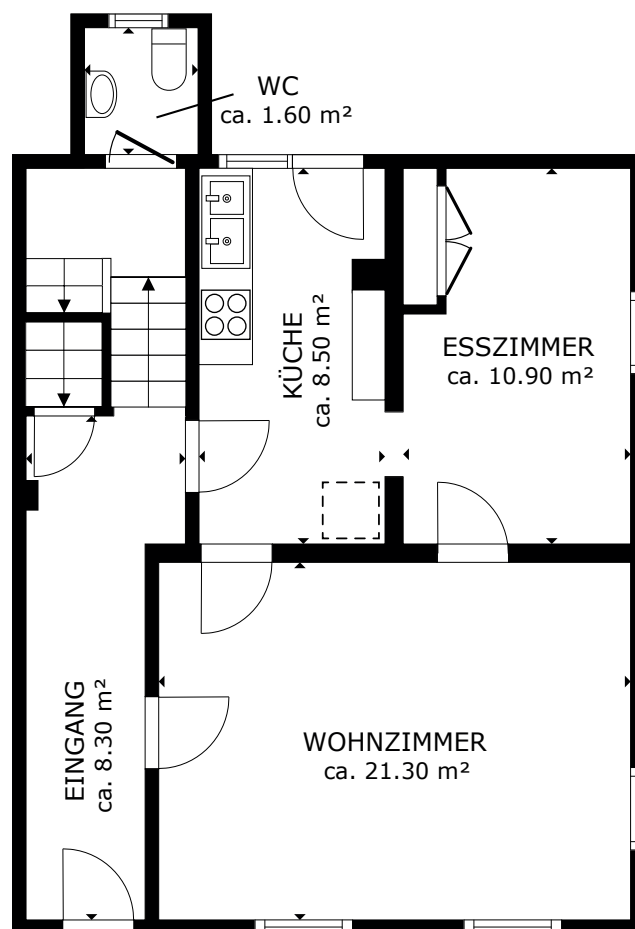 WC
ca. 1.60 m²
KÜCHE
ca. 8.50 m²
ESSZIMMER
ca. 10.90 m²
EINGANG
ca. 8.30 m²
WOHNZIMMER
ca. 21.30 m²